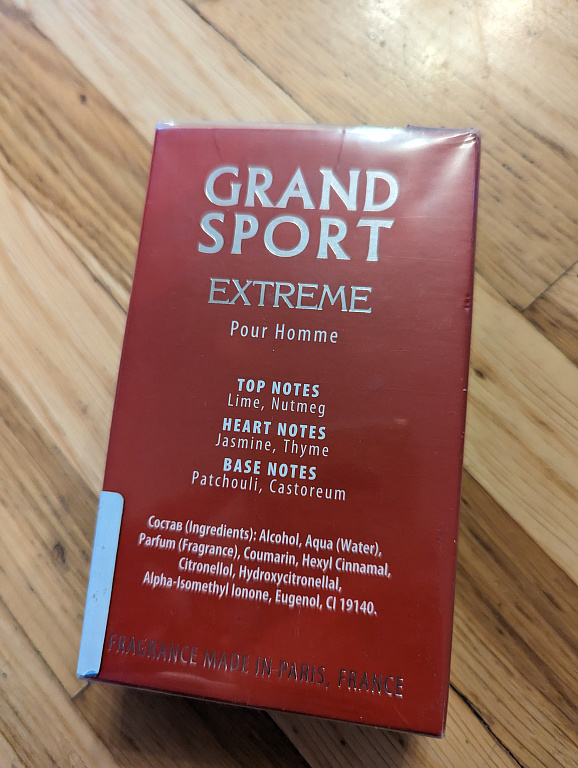 GRAND
SPORT
EXTREME
Pour Homme
TOP NOTES
Lime, Nutmeg
HEART NOTES
Jasmine, Thyme
BASE NOTES
Patchouli, Castoreum
Состав (Ingredients): Alcohol, Aqua (Water),
Parfum (Fragrance), Coumarin, Hexyl Cinnamal,
Citronellol, Hydroxycitronellal,
Alpha-Isomethyl Ionone, Eugenol, CI 19140.
FRAGRANCE MADE IN-PARIS, FRANCE